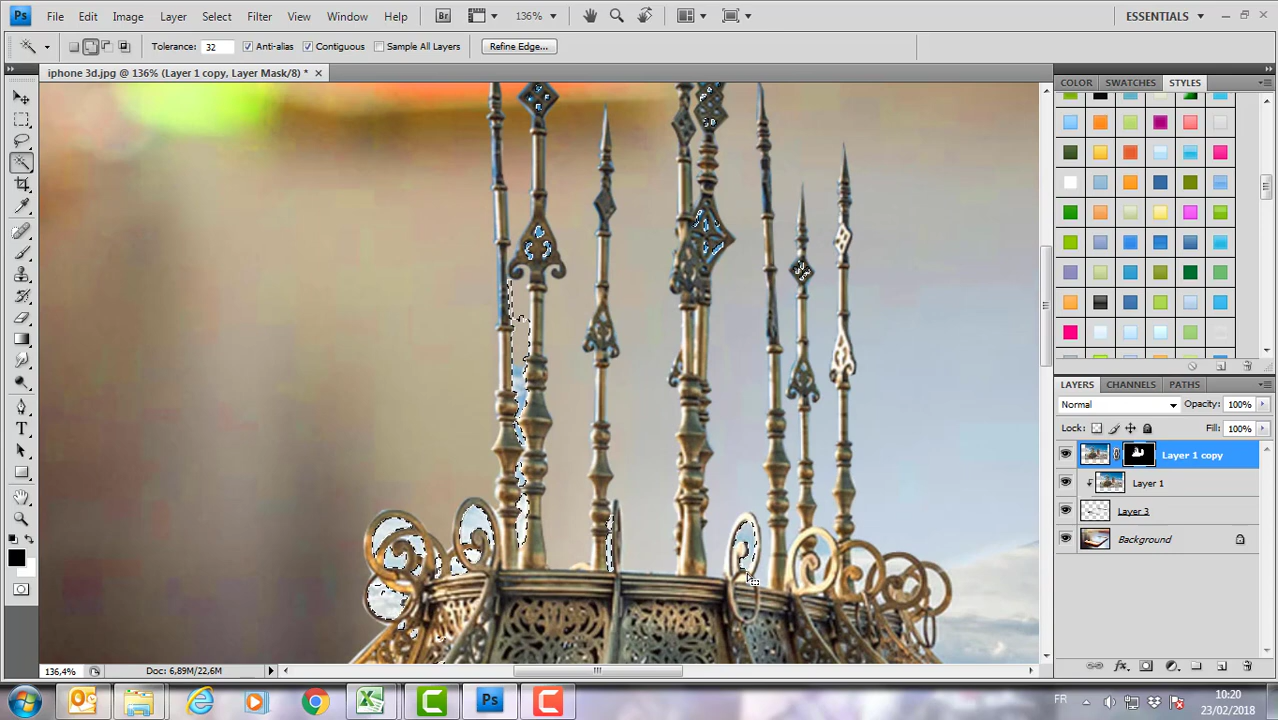 Ps File Edit Image Layer Select Filter View Window Help Br 136% ESSENTIALS
Tolerance: 32 Anti-alias Contiguous Sample All Layers Refine Edge...
iphone 3d.jpg @ 136% (Layer 1 copy, Layer Mask/8) *
COLOR SWATCHES STYLES
LAYERS CHANNELS PATHS
Normal Opacity: 100%
Lock: Fill: 100%
Layer 1 copy
Layer 1
Layer 3
Background
136,4% Doc: 6,89M/22,6M
Ps FR 10:20
23/02/2018